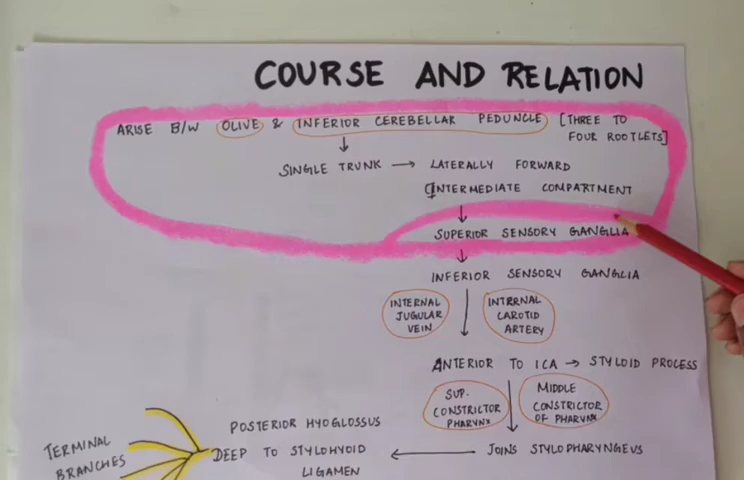 COURSE AND RELATION
ARISE B/W OLIVE & INFERIOR CEREBELLAR PEDUNCLE [THREE TO
FOUR ROOTLETS]
SINGLE TRUNK → LATERALLY FORWARD
(INTERMEDIATE COMPARTMENT
SUPERIOR SENSORY GANGLIA
INFERIOR SENSORY GANGLIA
INTERNAL
JUGULAR
VEIN
INTERNAL
CAROTID
ARTERY
ANTERIOR TO ICA → STYLOID PROCESS
SUP.
CONSTRICTOR
PHARYNX
MIDDLE
CONSTRICTOR
OF PHARYNX
JOINS STYLOPHARYNGEUS
POSTERIOR HYOGLOSSUS
DEEP TO STYLOHYOID
LIGAMEN
TERMINAL
BRANCHES